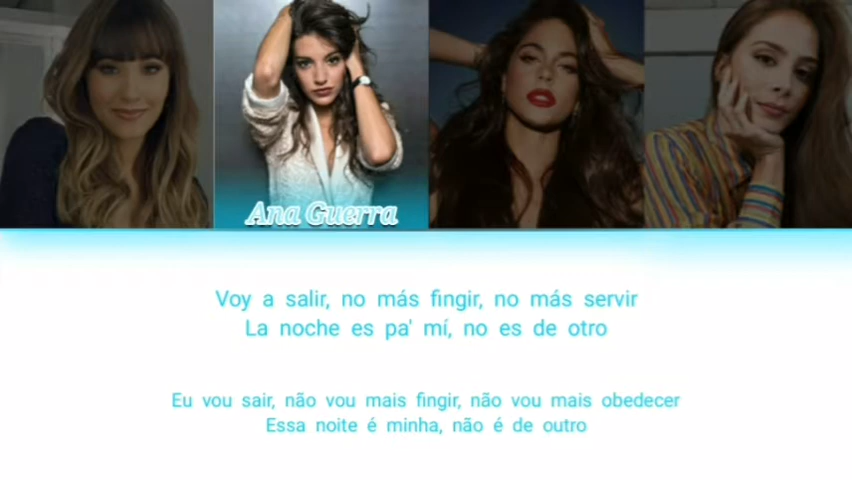 Ana Guerra
Voy a salir, no más fingir, no más servir
La noche es pa' mí, no es de otro
Eu vou sair, não vou mais fingir, não vou mais obedecer
Essa noite é minha, não é de outro